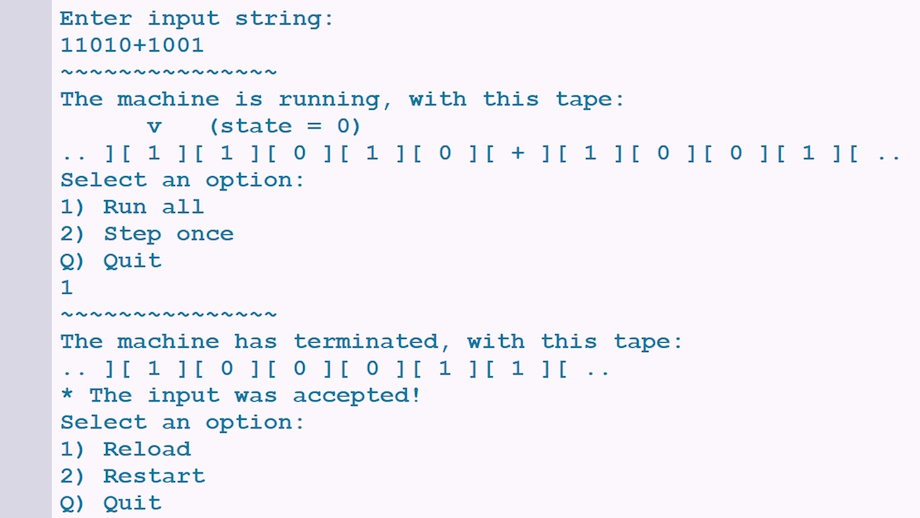 Enter input string:
11010+1001
~~~~~~~~~~~~~~~
The machine is running, with this tape:
      v   (state = 0)
.. ][ 1 ][ 1 ][ 0 ][ 1 ][ 0 ][ + ][ 1 ][ 0 ][ 0 ][ 1 ][ ..
Select an option:
1) Run all
2) Step once
Q) Quit
1
~~~~~~~~~~~~~~~
The machine has terminated, with this tape:
.. ][ 1 ][ 0 ][ 0 ][ 0 ][ 1 ][ 1 ][ ..
* The input was accepted!
Select an option:
1) Reload
2) Restart
Q) Quit